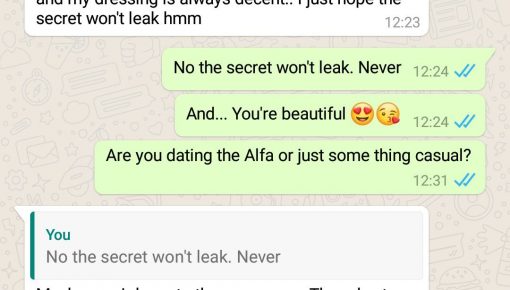 and my dressing is always decent.. I just hope the
secret won't leak hmm
12:23
No the secret won't leak. Never
12:24
And... You're beautiful 😍😘
12:24
Are you dating the Alfa or just some thing casual?
12:31
You
No the secret won't leak. Never